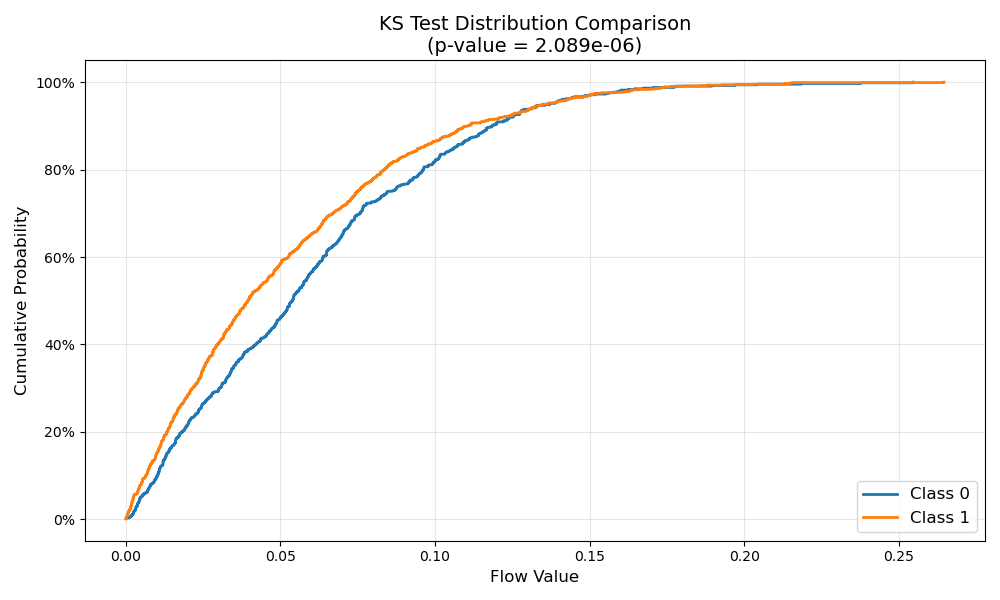 KS Test Distribution Comparison
(p-value = 2.089e-06)
100%
80%
60%
40%
20%
0%
Cumulative Probability
0.00 0.05 0.10 0.15 0.20 0.25
Flow Value
Class 0
Class 1